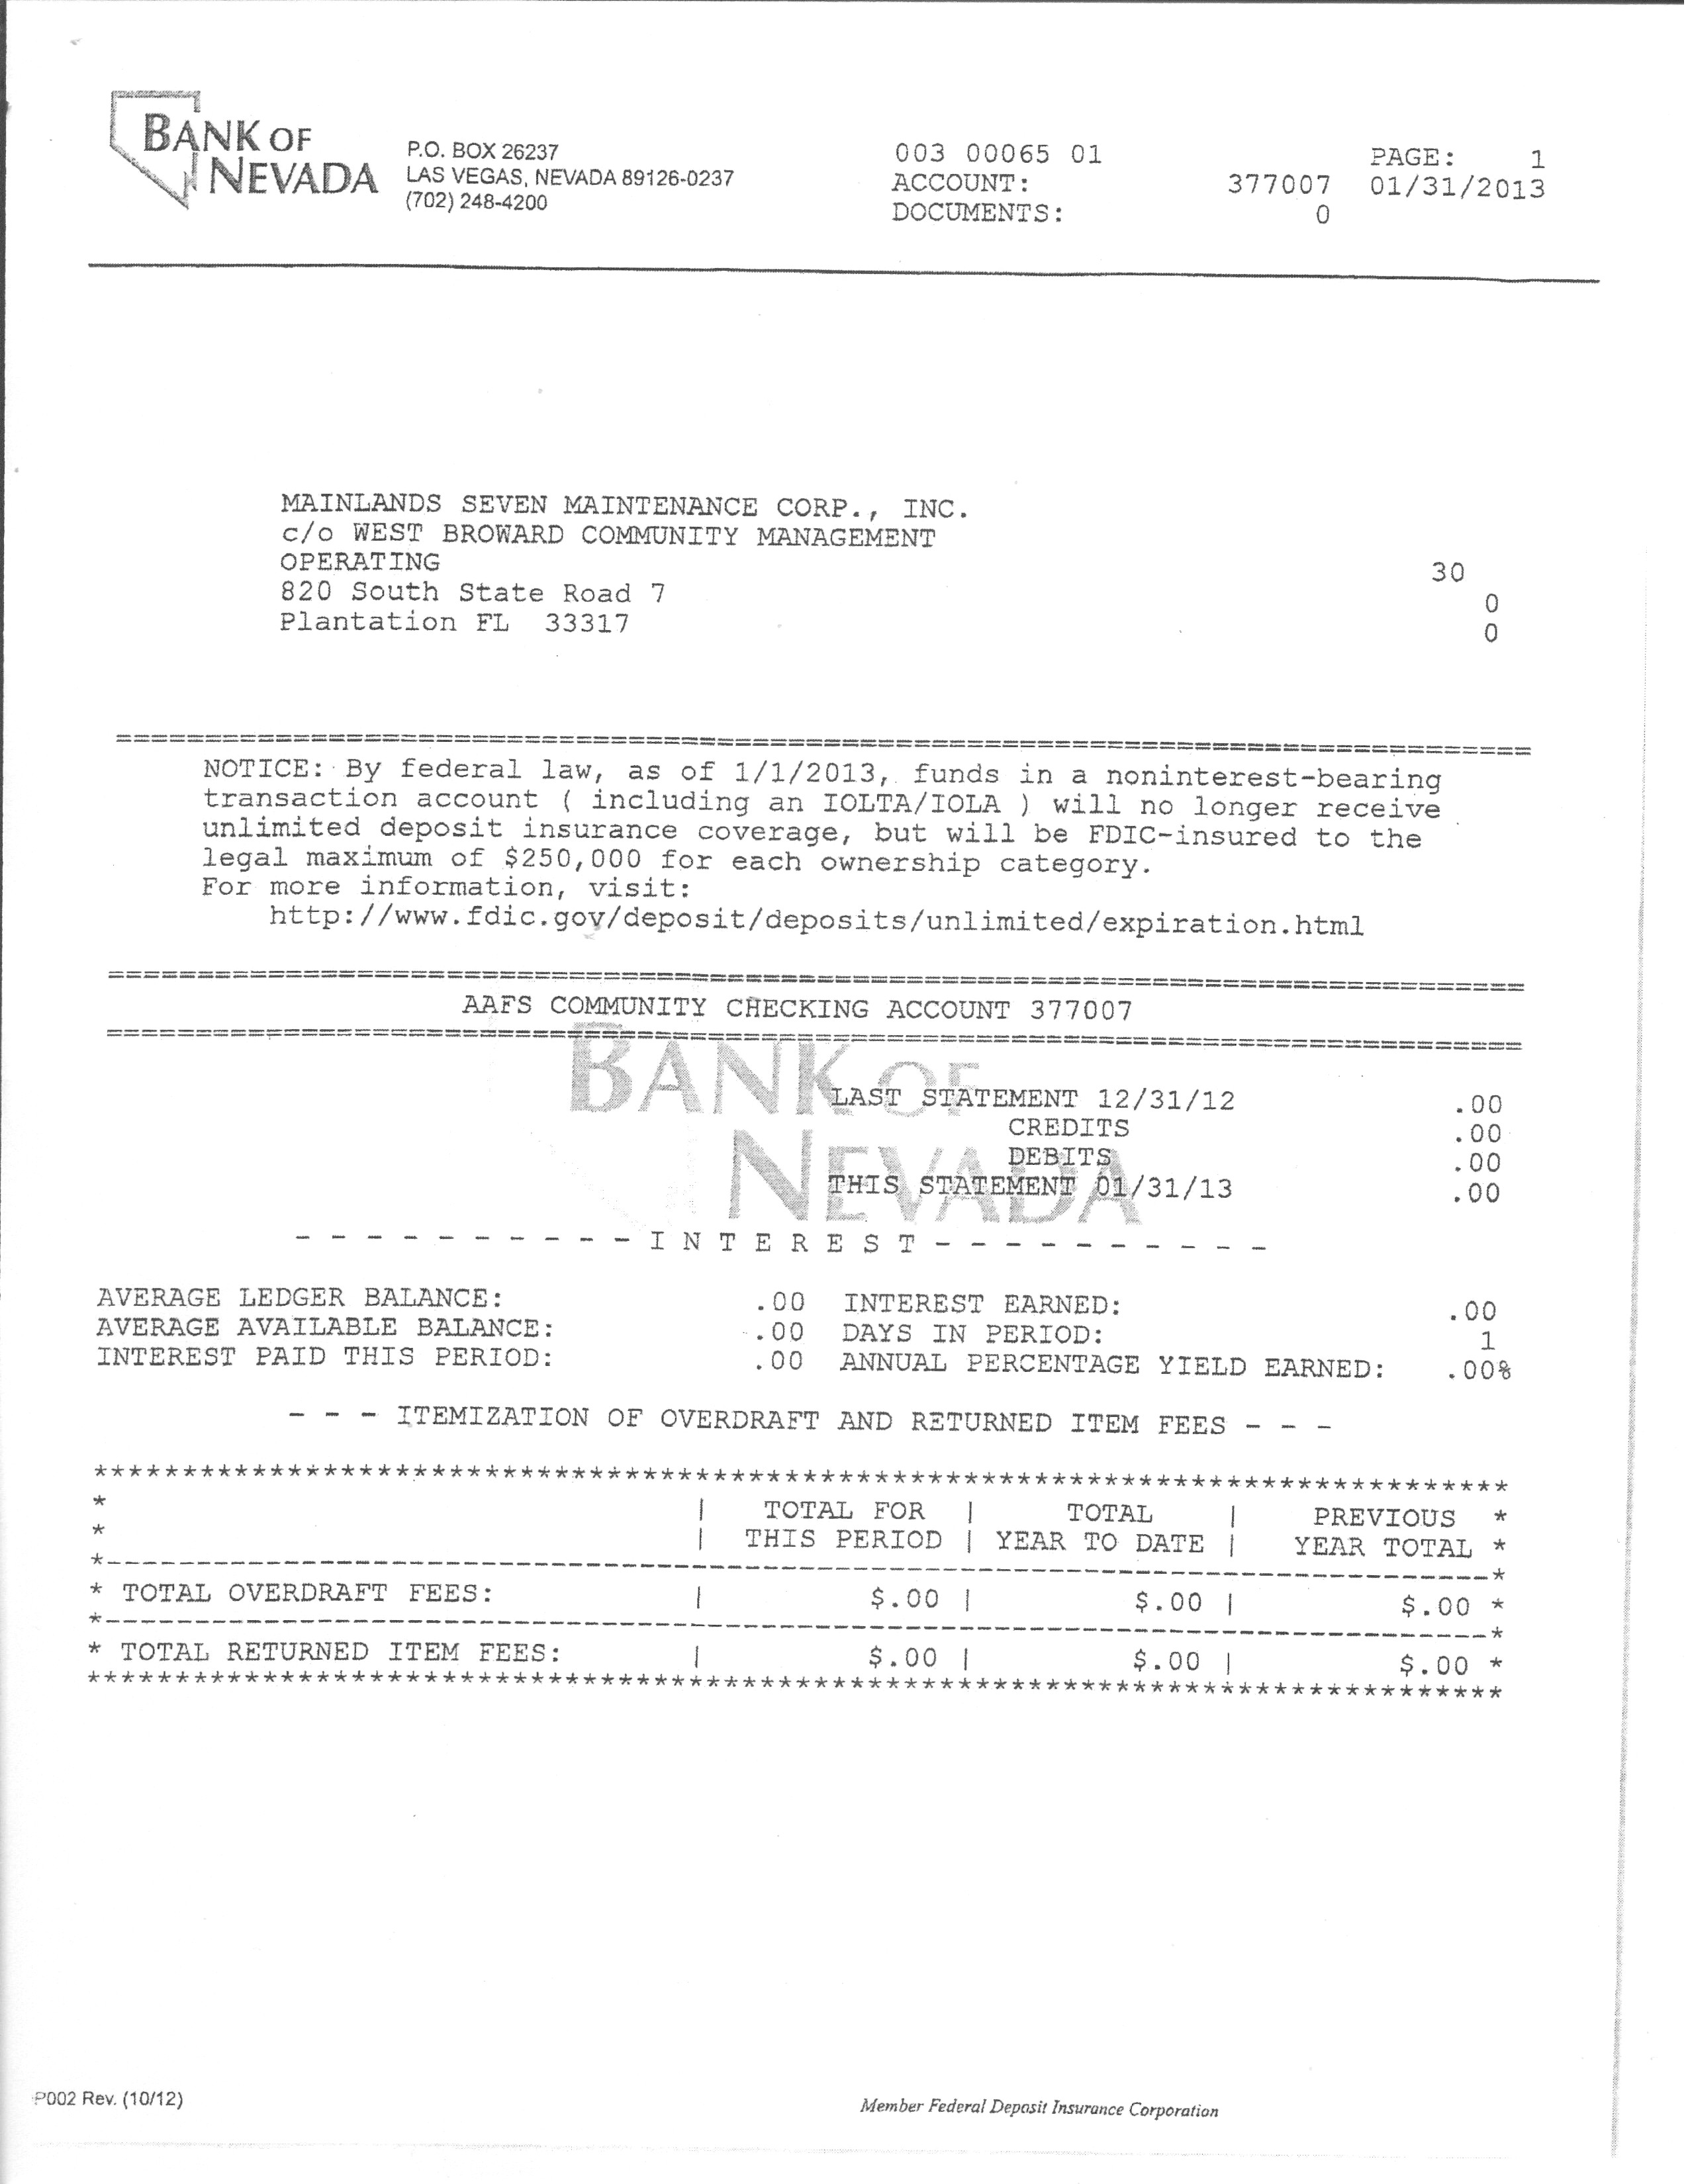 BANK OF
NEVADA
P.O. BOX 26237
LAS VEGAS, NEVADA 89126-0237
(702) 248-4200
003 00065 01 PAGE: 1
ACCOUNT: 377007 01/31/2013
DOCUMENTS: 0
MAINLANDS SEVEN MAINTENANCE CORP., INC.
c/o WEST BROWARD COMMUNITY MANAGEMENT
OPERATING 30
820 South State Road 7 0
Plantation FL 33317 0
================================================================================
NOTICE: By federal law, as of 1/1/2013, funds in a noninterest-bearing
transaction account ( including an IOLTA/IOLA ) will no longer receive
unlimited deposit insurance coverage, but will be FDIC-insured to the
legal maximum of $250,000 for each ownership category.
For more information, visit:
http://www.fdic.gov/deposit/deposits/unlimited/expiration.html
================================================================================
AAFS COMMUNITY CHECKING ACCOUNT 377007
================================================================================
BANK OF
NEVADA
LAST STATEMENT 12/31/12 .00
CREDITS .00
DEBITS .00
THIS STATEMENT 01/31/13 .00
- - - - - - - - - - I N T E R E S T - - - - - - - - - -
AVERAGE LEDGER BALANCE: .00 INTEREST EARNED: .00
AVERAGE AVAILABLE BALANCE: .00 DAYS IN PERIOD: 1
INTEREST PAID THIS PERIOD: .00 ANNUAL PERCENTAGE YIELD EARNED: .00%
- - - ITEMIZATION OF OVERDRAFT AND RETURNED ITEM FEES - - -
********************************************************************************
* | TOTAL FOR | TOTAL | PREVIOUS *
* | THIS PERIOD | YEAR TO DATE | YEAR TOTAL *
*------------------------------------------------------------------------------*
* TOTAL OVERDRAFT FEES: | $.00 | $.00 | $.00 *
*------------------------------------------------------------------------------*
* TOTAL RETURNED ITEM FEES: | $.00 | $.00 | $.00 *
********************************************************************************
P002 Rev. (10/12)
Member Federal Deposit Insurance Corporation